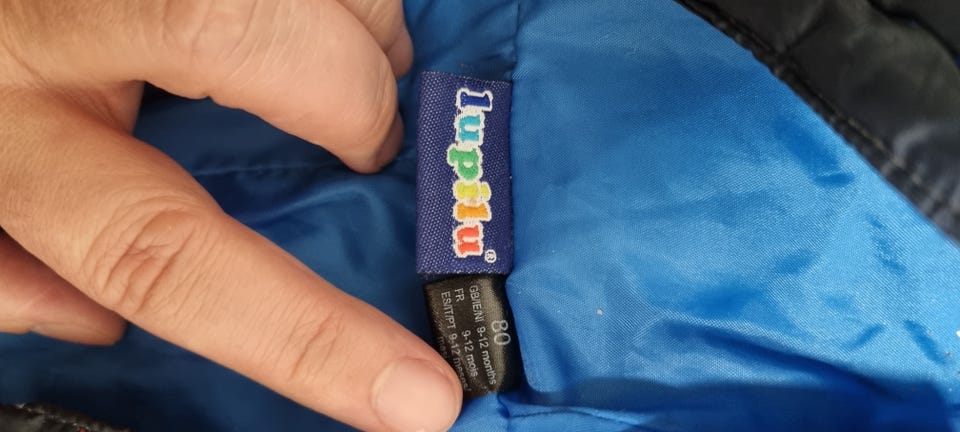 lupilu®
80
GB/IE/NI 9-12 months
FR 9-12 mois
ES/IT/PT 9-12